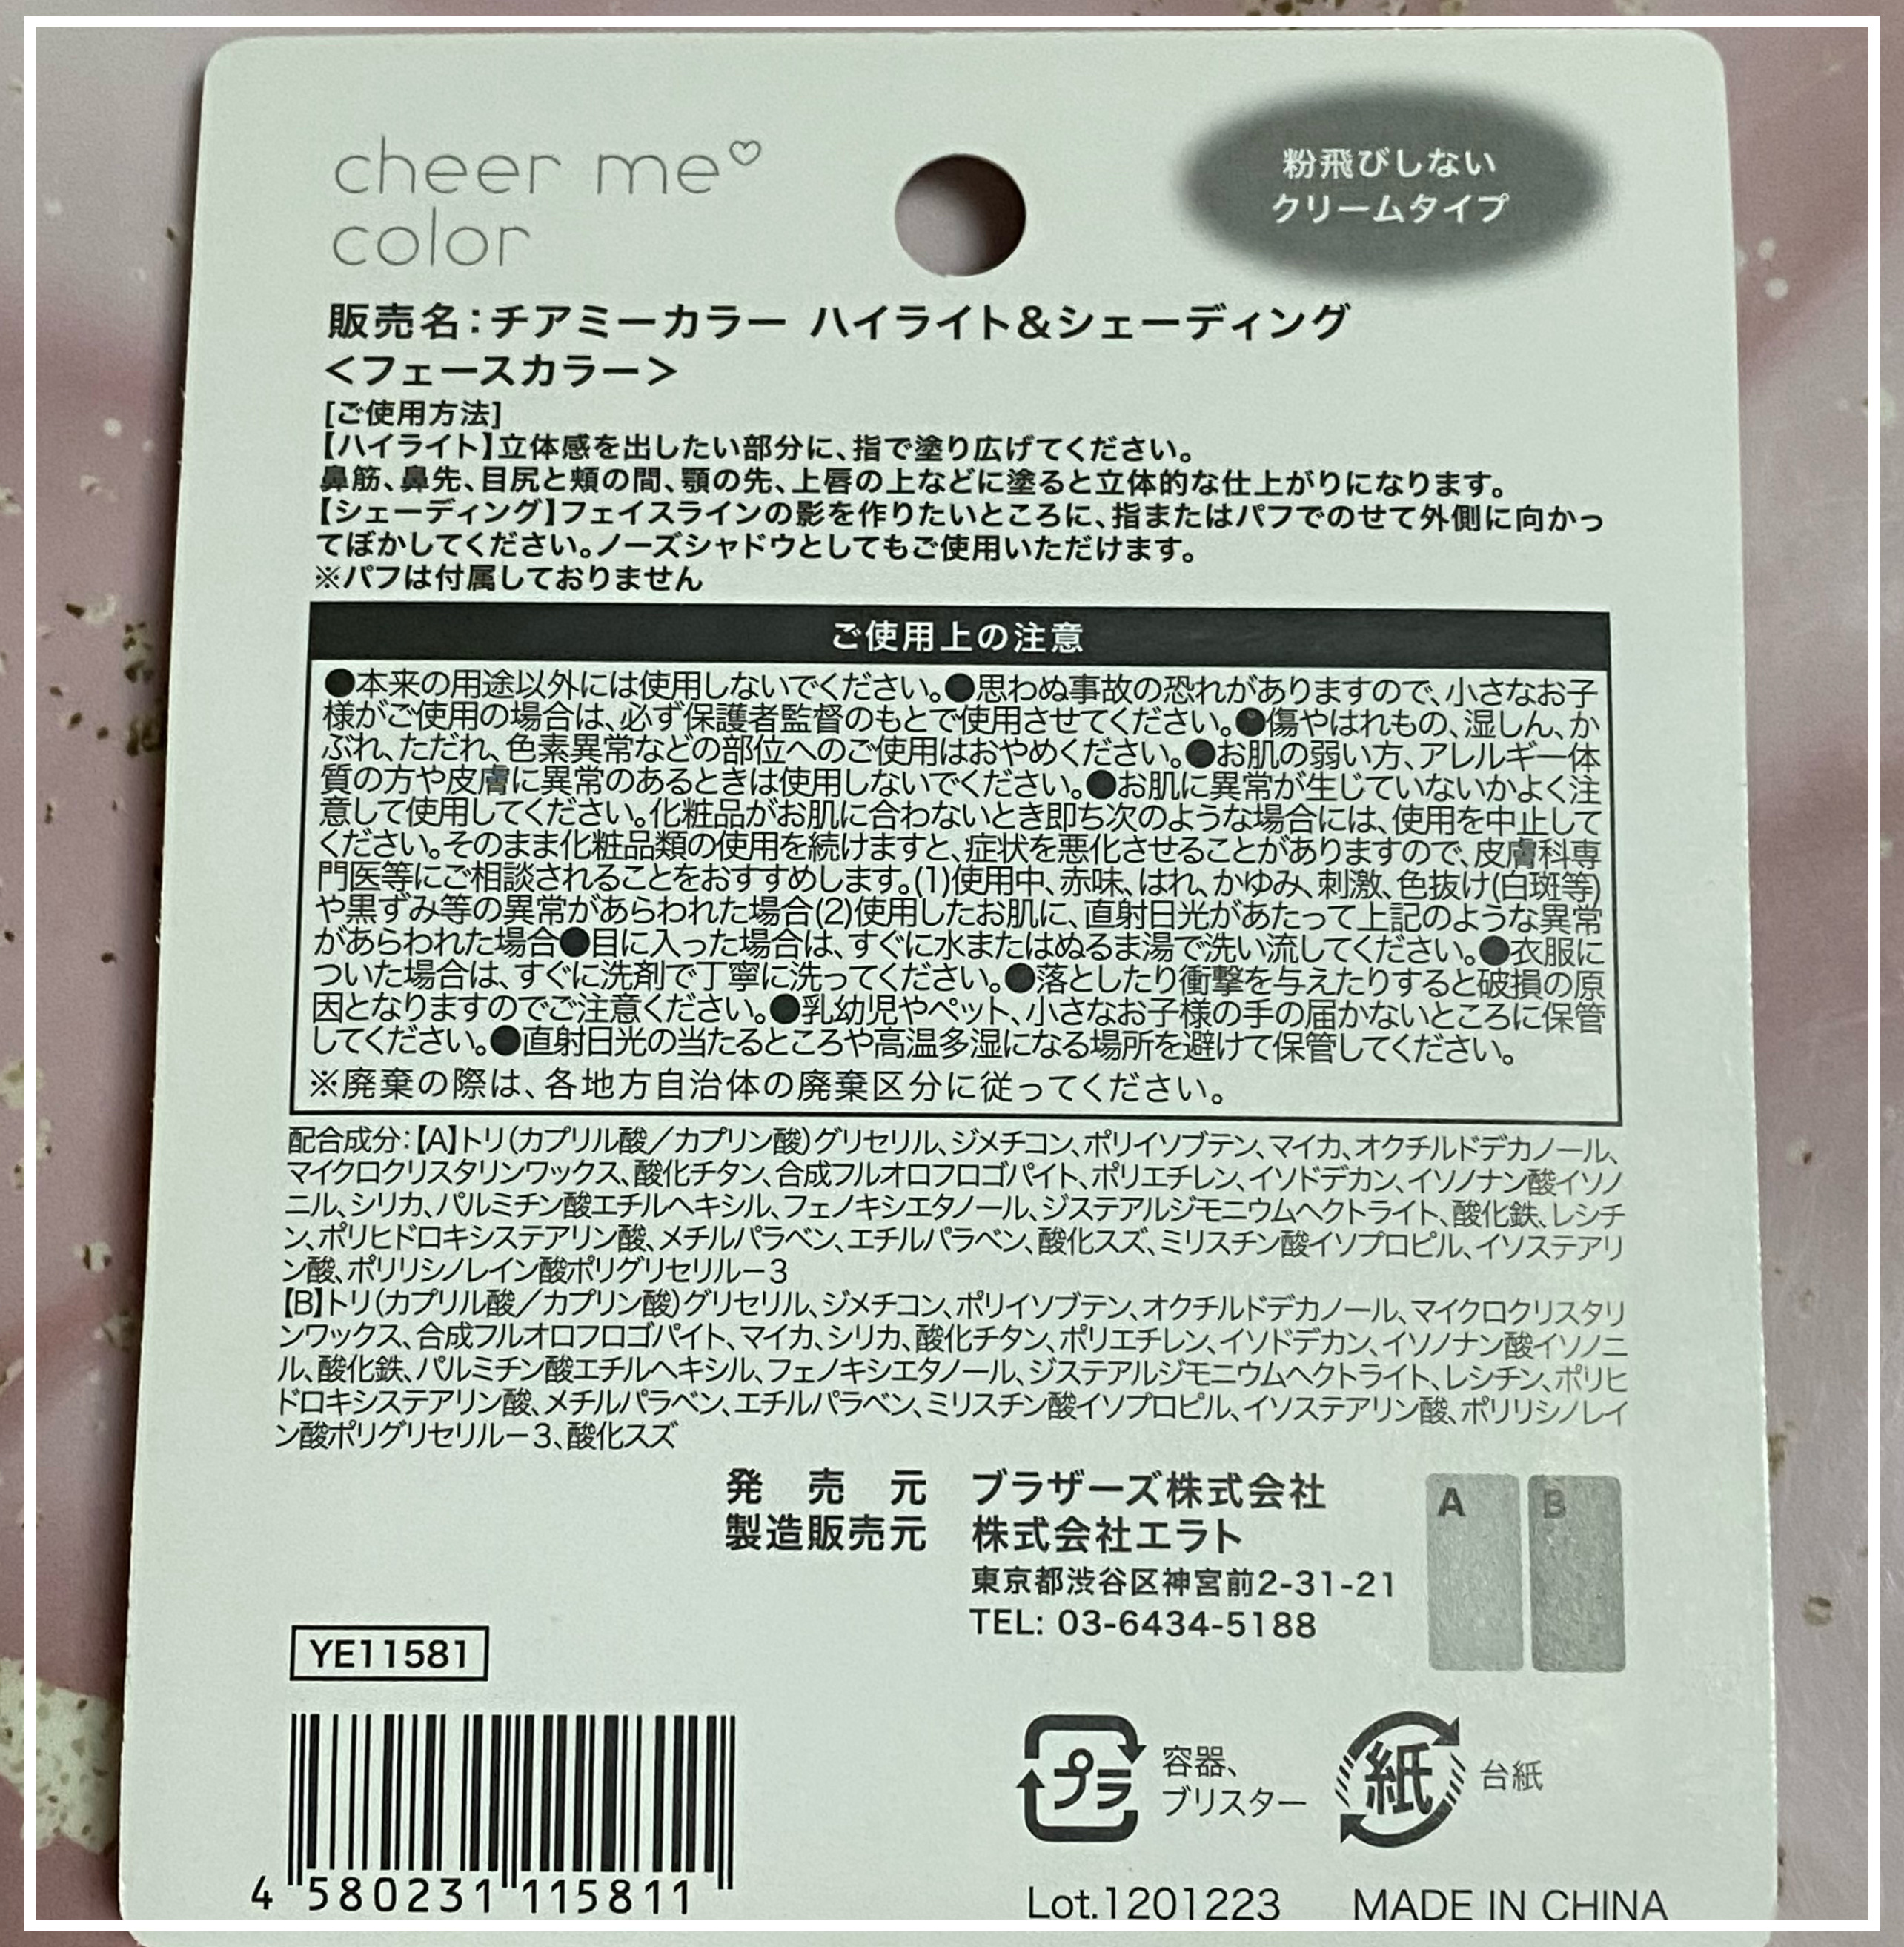 cheer me♡
color
粉飛びしない
クリームタイプ
販売名:チアミーカラー ハイライト&シェーディング
<フェースカラー>
[ご使用方法]
【ハイライト】立体感を出したい部分に、指で塗り広げてください。
鼻筋、鼻先、目尻と頬の間、顎の先、上唇の上などに塗ると立体的な仕上がりになります。
【シェーディング】フェイスラインの影を作りたいところに、指またはパフでのせて外側に向かっ
てぼかしてください。ノーズシャドウとしてもご使用いただけます。
※パフは付属しておりません
ご使用上の注意
●本来の用途以外には使用しないでください。●思わぬ事故の恐れがありますので、小さなお子
様がご使用の場合は、必ず保護者監督のもとで使用させてください。●傷やはれもの、湿しん、か
ぶれ、ただれ、色素異常などの部位へのご使用はおやめください。●お肌の弱い方、アレルギー体
質の方や皮膚に異常のあるときは使用しないでください。●お肌に異常が生じていないかよく注
意して使用してください。化粧品がお肌に合わないとき即ち次のような場合には、使用を中止して
ください。そのまま化粧品類の使用を続けますと、症状を悪化させることがありますので、皮膚科専
門医等にご相談されることをおすすめします。(1)使用中、赤味、はれ、かゆみ、刺激、色抜け(白斑等)
や黒ずみ等の異常があらわれた場合(2)使用したお肌に、直射日光があたって上記のような異常
があらわれた場合●目に入った場合は、すぐに水またはぬるま湯で洗い流してください。●衣服に
ついた場合は、すぐに洗剤で丁寧に洗ってください。●落としたり衝撃を与えたりすると破損の原
因となりますのでご注意ください。●乳幼児やペット、小さなお子様の手の届かないところに保管
してください。●直射日光の当たるところや高温多湿になる場所を避けて保管してください。
※廃棄の際は、各地方自治体の廃棄区分に従ってください。
配合成分:【A】トリ(カプリル酸/カプリン酸)グリセリル、ジメチコン、ポリイソブテン、マイカ、オクチルドデカノール、
マイクロクリスタリンワックス、酸化チタン、合成フルオロフロゴパイト、ポリエチレン、イソドデカン、イソノナン酸イソノ
ニル、シリカ、パルミチン酸エチルヘキシル、フェノキシエタノール、ジステアルジモニウムヘクトライト、酸化鉄、レシチ
ン、ポリヒドロキシステアリン酸、メチルパラベン、エチルパラベン、酸化スズ、ミリスチン酸イソプロピル、イソステアリ
ン酸、ポリリシノレイン酸ポリグリセリルー3
【B】トリ(カプリル酸/カプリン酸)グリセリル、ジメチコン、ポリイソブテン、オクチルドデカノール、マイクロクリスタリ
ンワックス、合成フルオロフロゴパイト、マイカ、シリカ、酸化チタン、ポリエチレン、イソドデカン、イソノナン酸イソノニ
ル、酸化鉄、パルミチン酸エチルヘキシル、フェノキシエタノール、ジステアルジモニウムヘクトライト、レシチン、ポリヒ
ドロキシステアリン酸、メチルパラベン、エチルパラベン、ミリスチン酸イソプロピル、イソステアリン酸、ポリリシノレイ
ン酸ポリグリセリルー3、酸化スズ
発売元 ブラザーズ株式会社
製造販売元 株式会社エラト
東京都渋谷区神宮前2-31-21
TEL: 03-6434-5188
A B
YE11581
プラ 容器、
ブリスター
紙 台紙
4 580231 115811
Lot.1201223 MADE IN CHINA